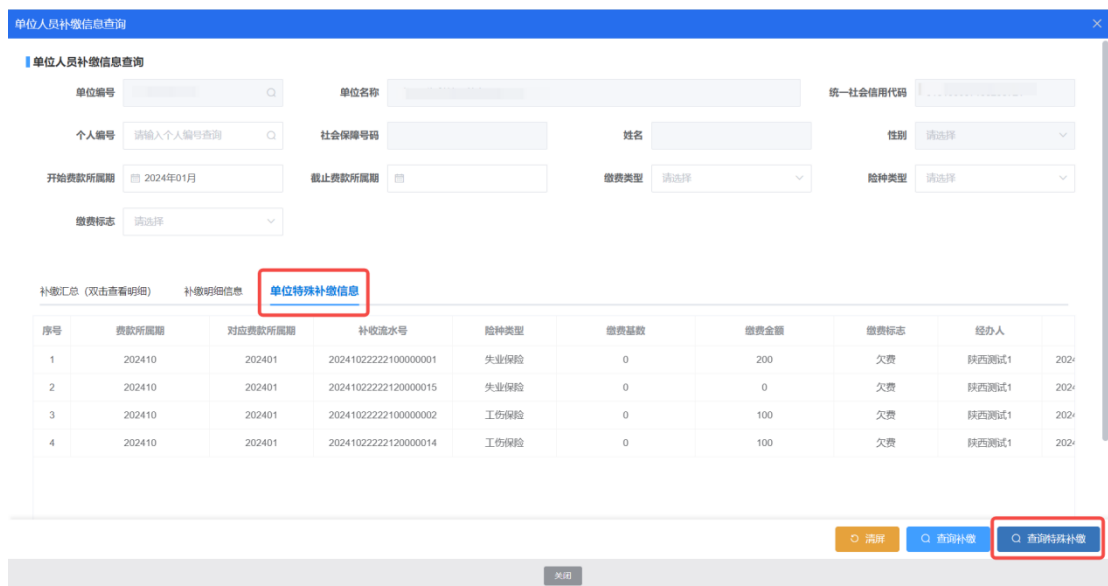 单位人员补缴信息查询
单位人员补缴信息查询
单位编号 单位名称 统一社会信用代码
个人编号 请输入个人编号查询 社会保障号码 姓名 性别 请选择
开始费款所属期 2024年01月 截止费款所属期 缴费类型 请选择 险种类型 请选择
缴费标志 请选择
补缴汇总（双击查看明细） 补缴明细信息 单位特殊补缴信息
序号 费款所属期 对应费款所属期 补收流水号 险种类型 缴费基数 缴费金额 缴费标志 经办人
1 202410 202401 20241022222100000001 失业保险 0 200 欠费 陕西测试1 2024
2 202410 202401 20241022222120000015 失业保险 0 0 欠费 陕西测试1 2024
3 202410 202401 20241022222100000002 工伤保险 0 100 欠费 陕西测试1 2024
4 202410 202401 20241022222120000014 工伤保险 0 100 欠费 陕西测试1 2024
清屏 查询补缴 查询特殊补缴
关闭